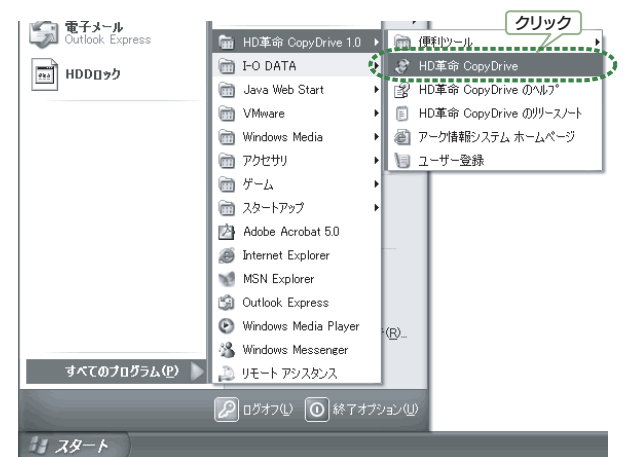 クリック
電子メール
Outlook Express
HDDロック
HD革命 CopyDrive 1.0
I-O DATA
Java Web Start
VMware
Windows Media
アクセサリ
ゲーム
スタートアップ
Adobe Acrobat 5.0
Internet Explorer
MSN Explorer
Outlook Express
Windows Media Player
Windows Messenger
リモート アシスタンス
便利ツール
HD革命 CopyDrive
HD革命 CopyDrive のヘルプ
HD革命 CopyDrive のリリースノート
アーク情報システム ホームページ
ユーザー登録
(R)...
すべてのプログラム(P)
ログオフ(L)
終了オプション(U)
スタート